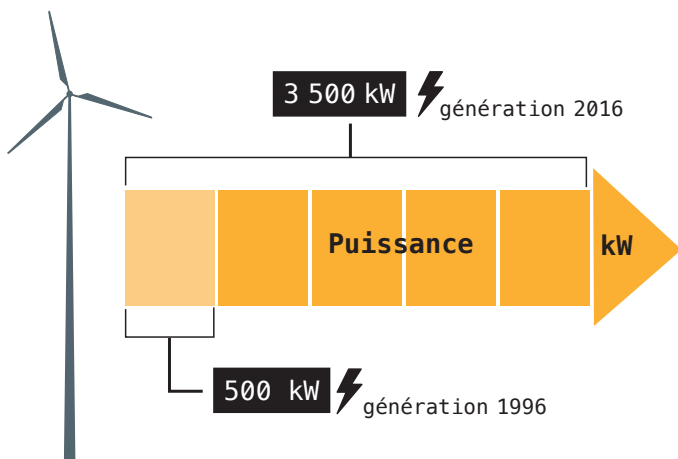 3 500 kW
génération 2016
Puissance kW
500 kW
génération 1996